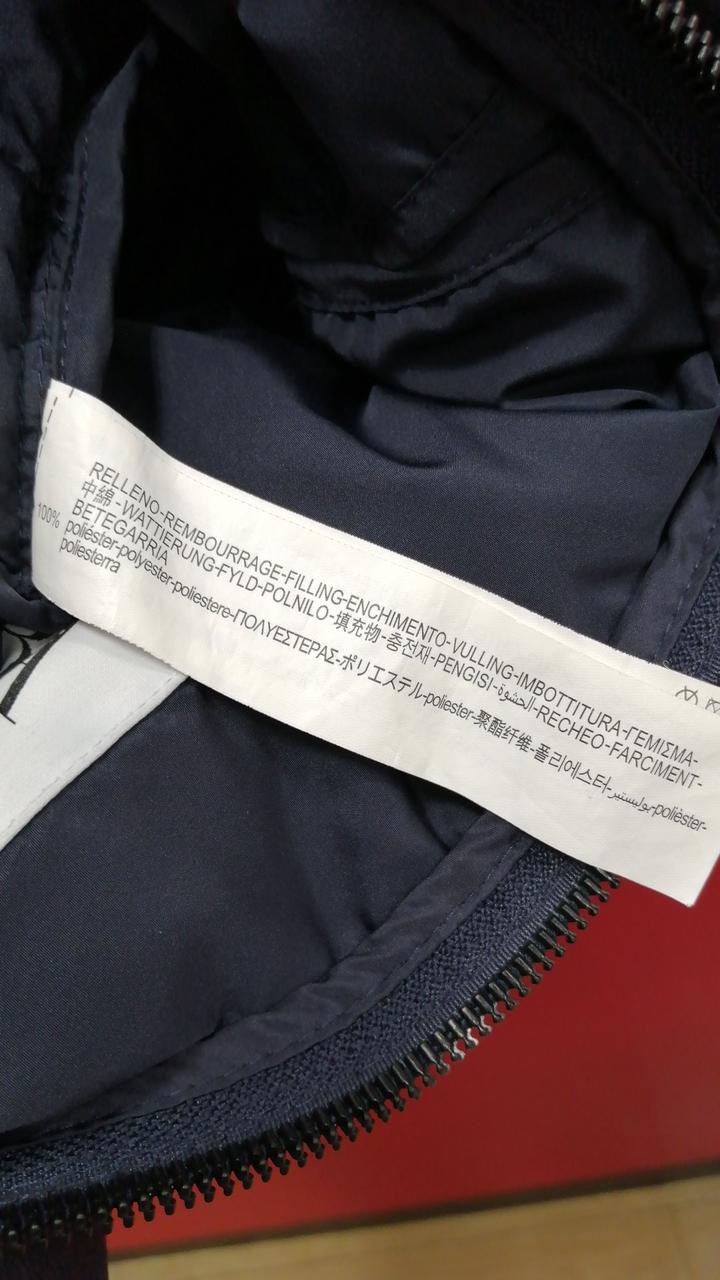 RELLENO-REMBOURRAGE-FILLING-ENCHIMENTO-VULLING-IMBOTTITURA-ΓΕΜΙΣΜΑ-
中綿-WATTIERUNG-FYLD-POLNILO-填充物-충전재-PENGISI-الحشوة-RECHEO-FARCIMENT-
BETEGARRIA
100% poliéster-polyester-poliestere-ΠΟΛΥΕΣΤΕΡΑΣ-ポリエステル-poliester-聚酯纤维-폴리에스터-بوليستير-polièster-
poliesterra